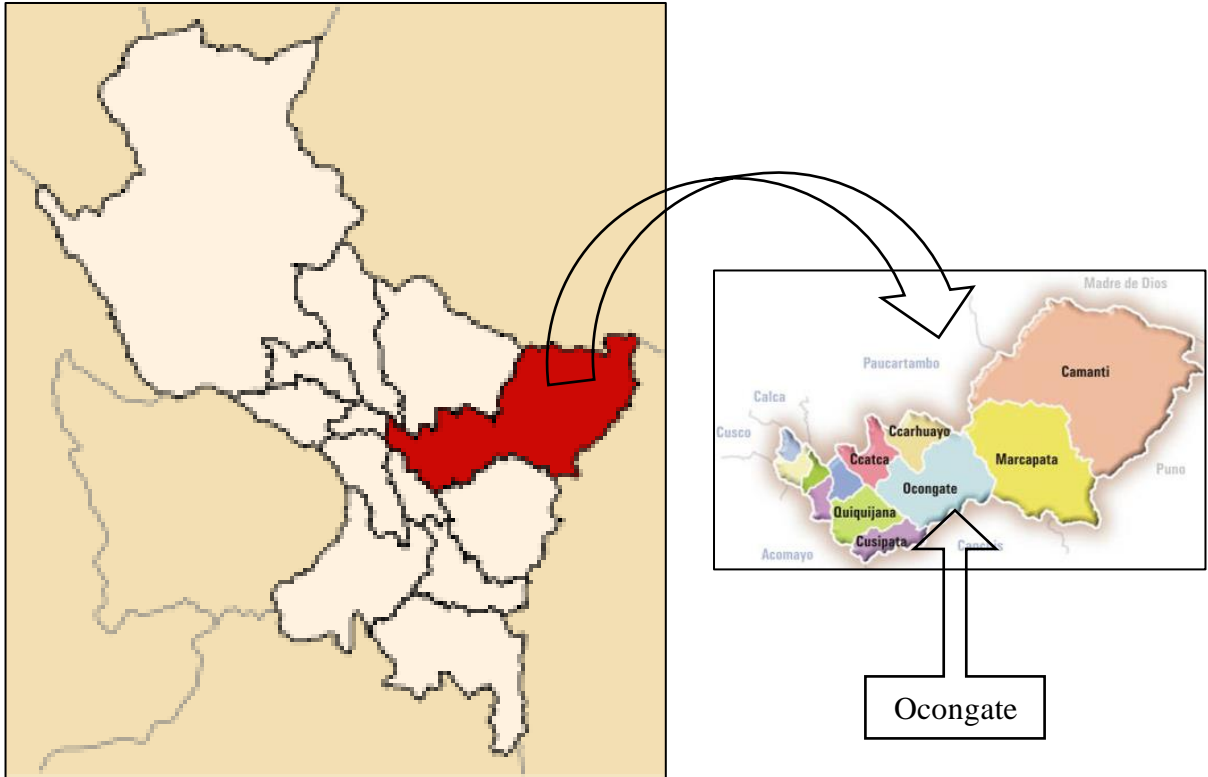 Madre de Dios
Paucartambo
Camanti
Calca
Ccarhuayo
Cusco
Ccatca
Marcapata
Puno
Ocongate
Quiquijana
Cusipata
Acomayo
Ocongate